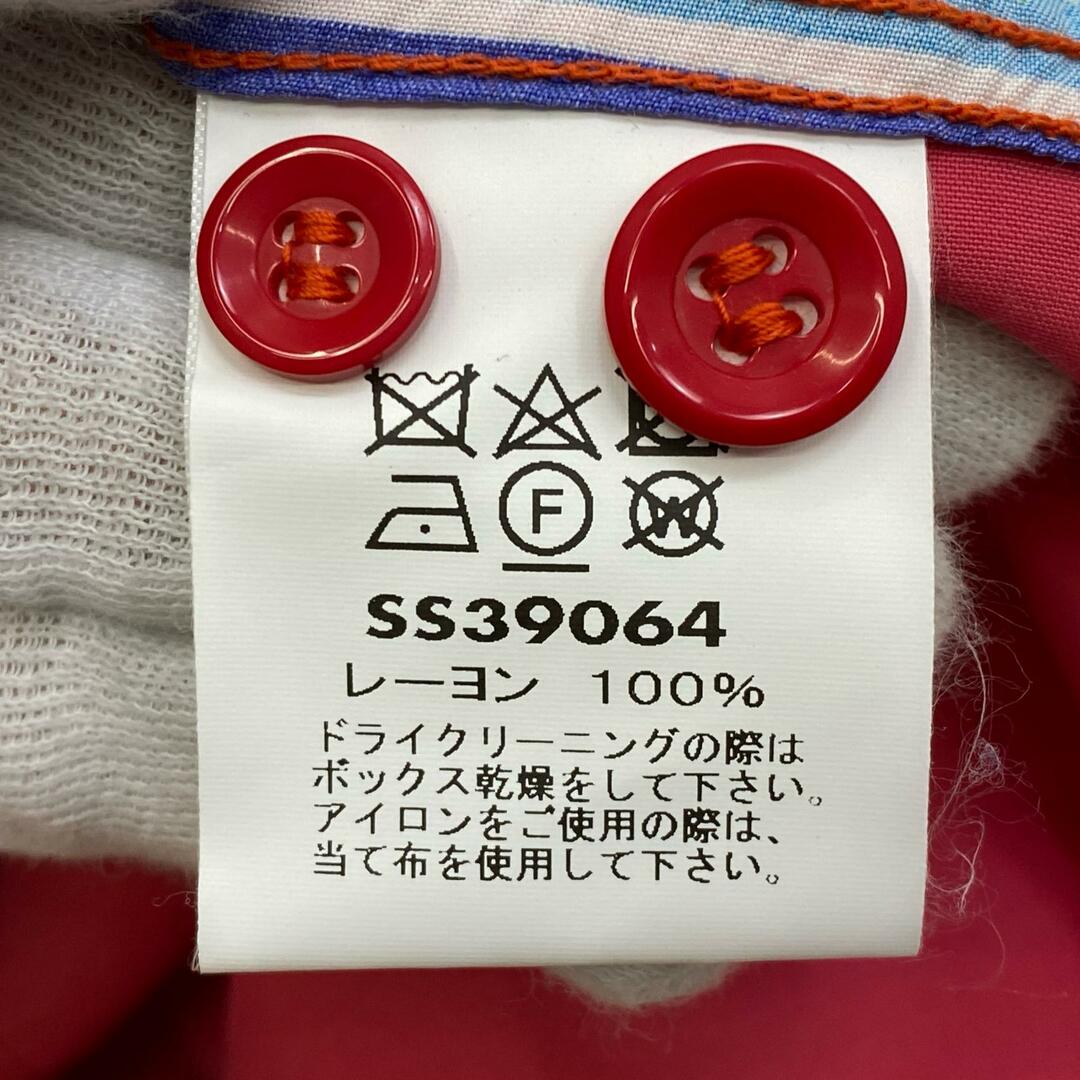 F
W
SS39064
レーヨン 100%
ドライクリーニングの際は
ボックス乾燥をして下さい。
アイロンをご使用の際は、
当て布を使用して下さい。